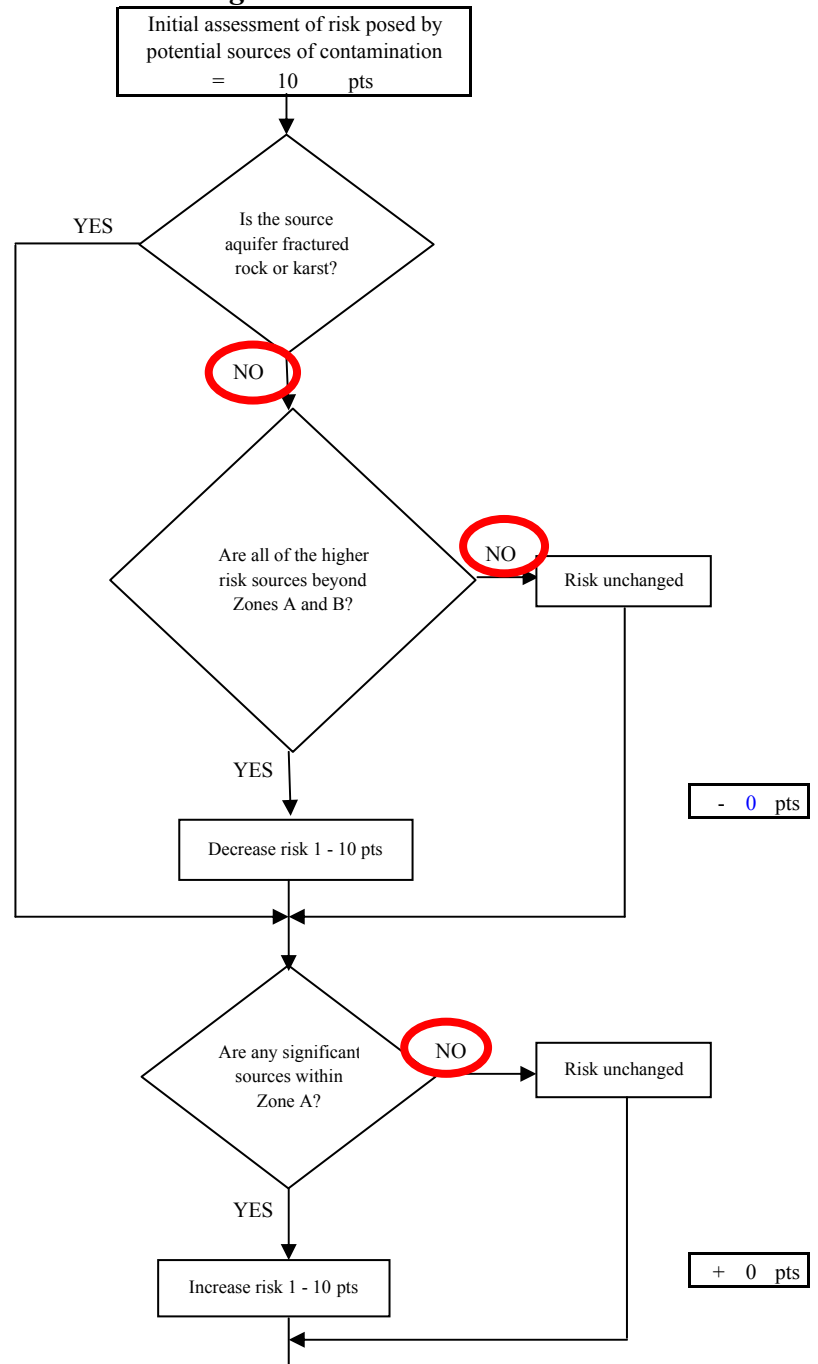 Initial assessment of risk posed by
potential sources of contamination
= 10 pts
YES
Is the source
aquifer fractured
rock or karst?
NO
Are all of the higher
risk sources beyond
Zones A and B?
NO
Risk unchanged
YES
- 0 pts
Decrease risk 1 - 10 pts
Are any significant
sources within
Zone A?
NO
Risk unchanged
YES
+ 0 pts
Increase risk 1 - 10 pts